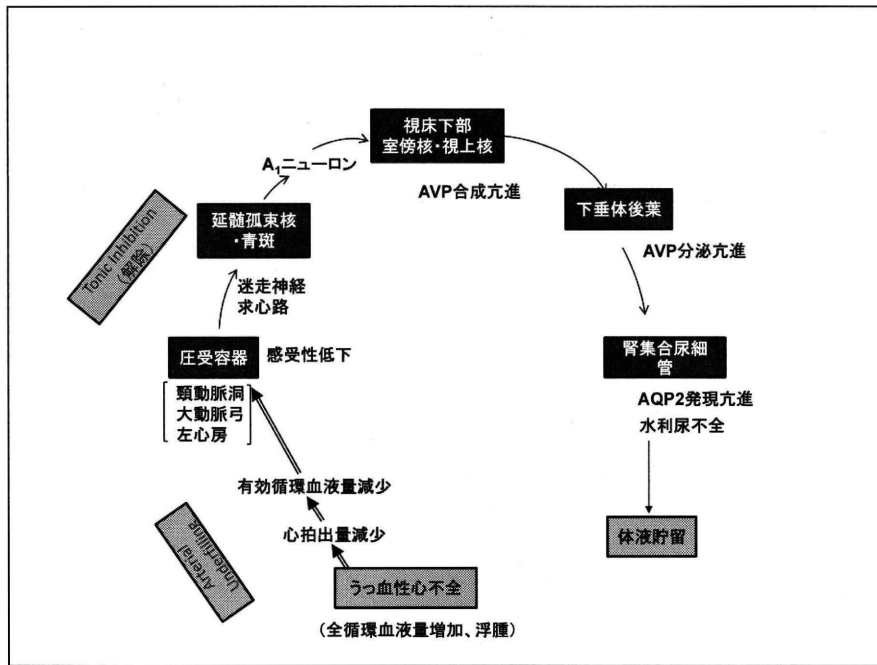 視床下部
室傍核・視上核
A₁ニューロン
AVP合成亢進
延髄孤束核
・青斑
下垂体後葉
Tonic Inhibition
(解除)
AVP分泌亢進
迷走神経
求心路
圧受容器
感受性低下
腎集合尿細
管
頸動脈洞
大動脈弓
左心房
AQP2発現亢進
水利尿不全
有効循環血液量減少
Arterial
Underfilling
心拍出量減少
体液貯留
うっ血性心不全
(全循環血液量増加、浮腫)